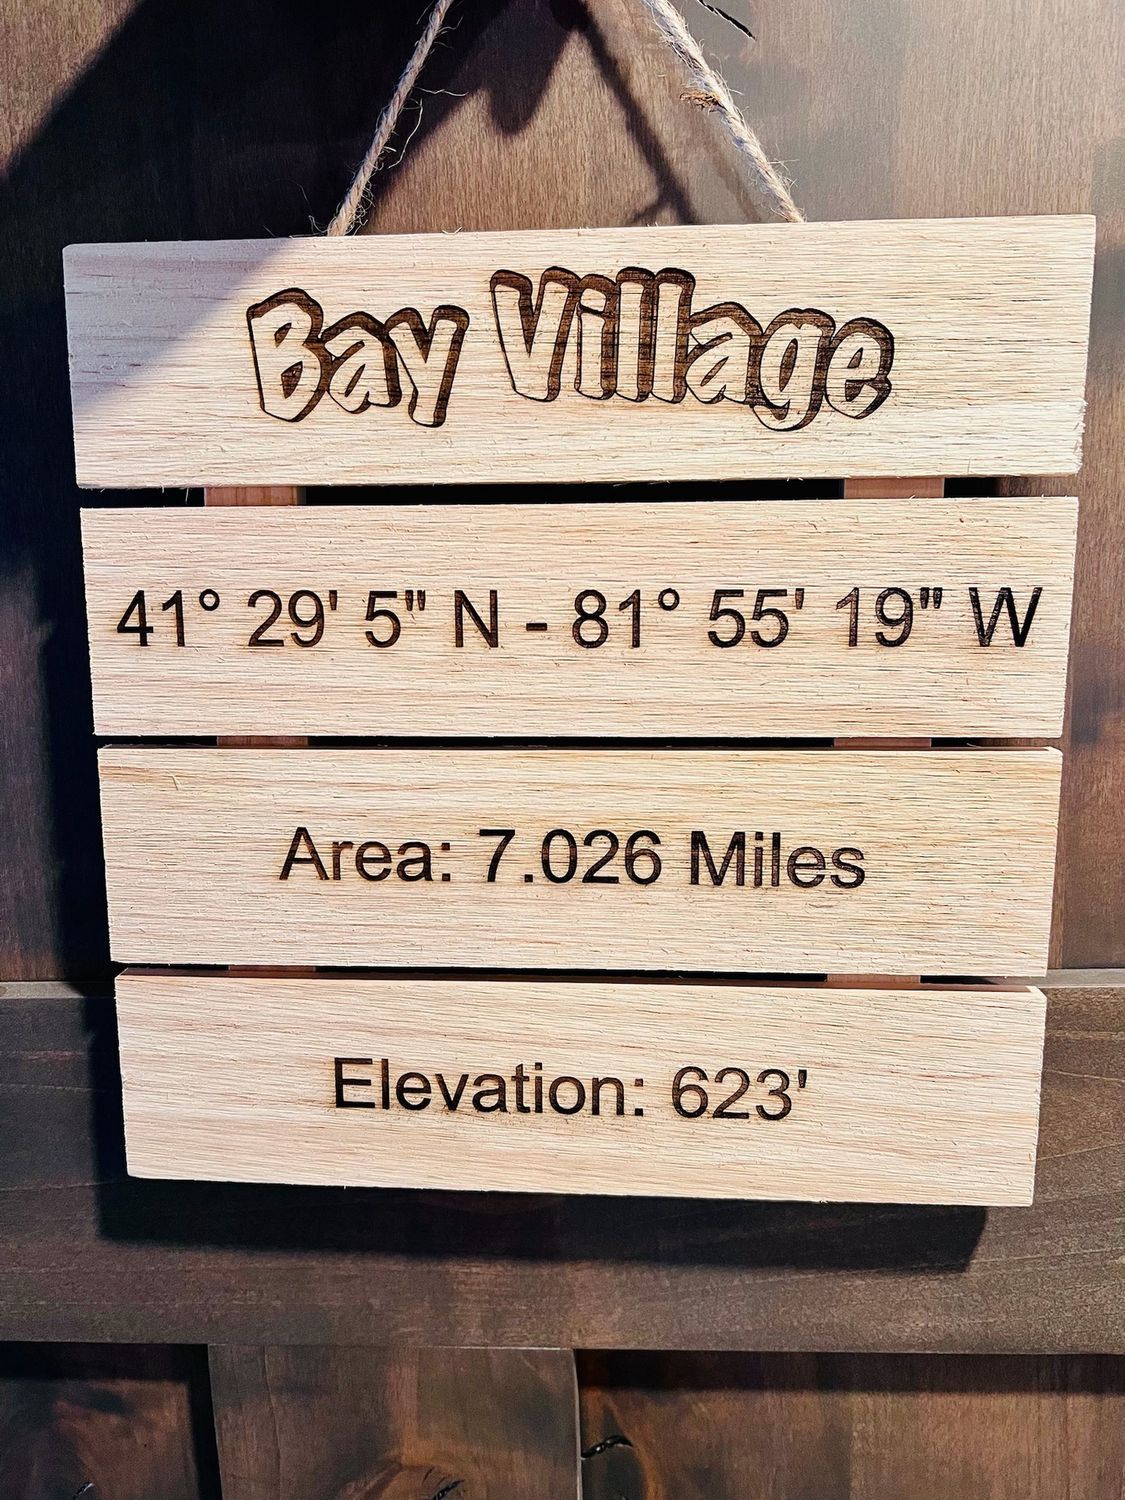 Bay Village
41° 29' 5" N - 81° 55' 19" W
Area: 7.026 Miles
Elevation: 623'